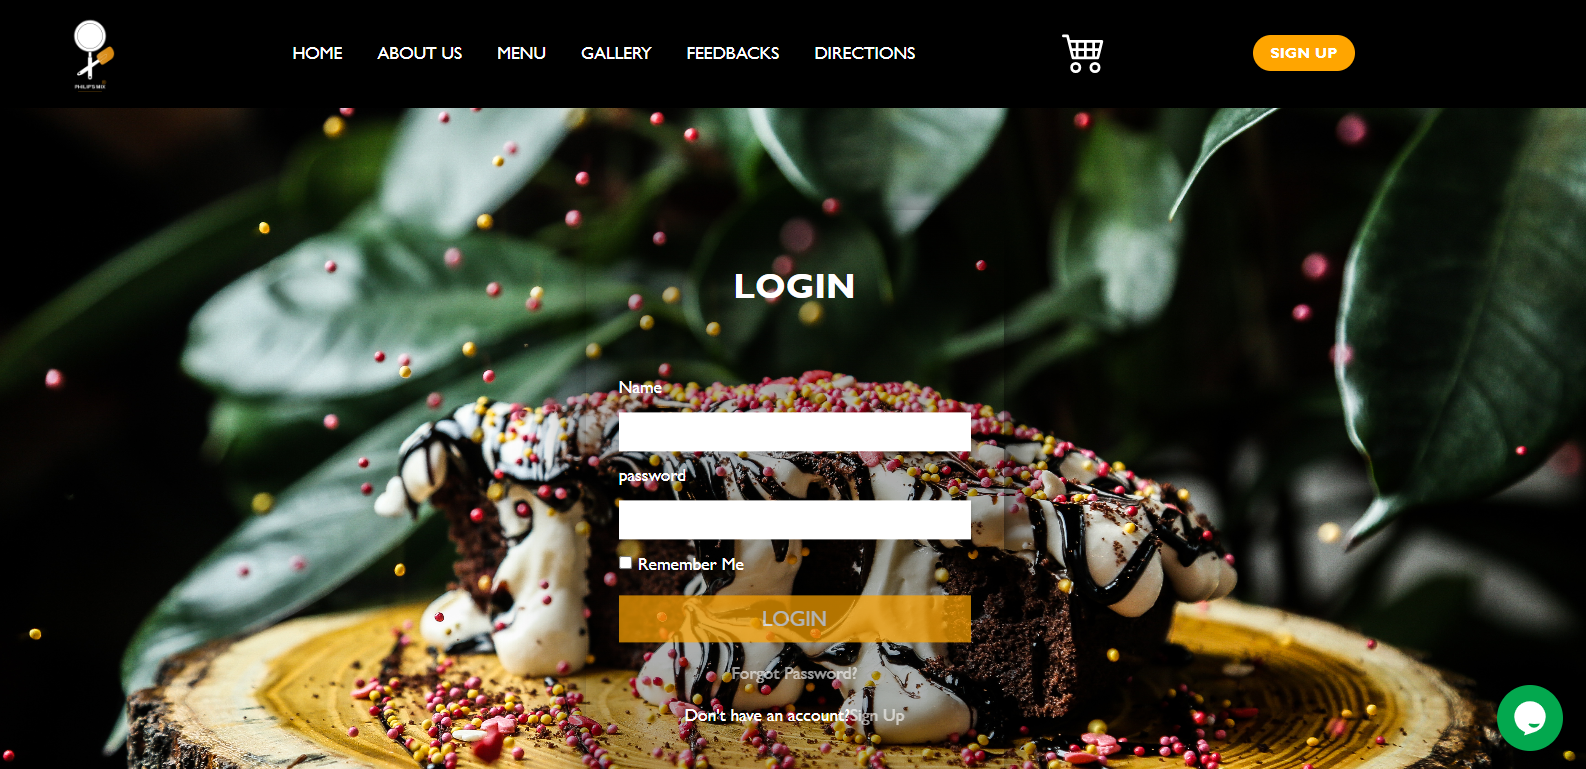 PHILIP'S MIX
HOME ABOUT US MENU GALLERY FEEDBACKS DIRECTIONS
SIGN UP
LOGIN
Name
password
Remember Me
LOGIN
Forgot Password?
Don't have an account?Sign Up